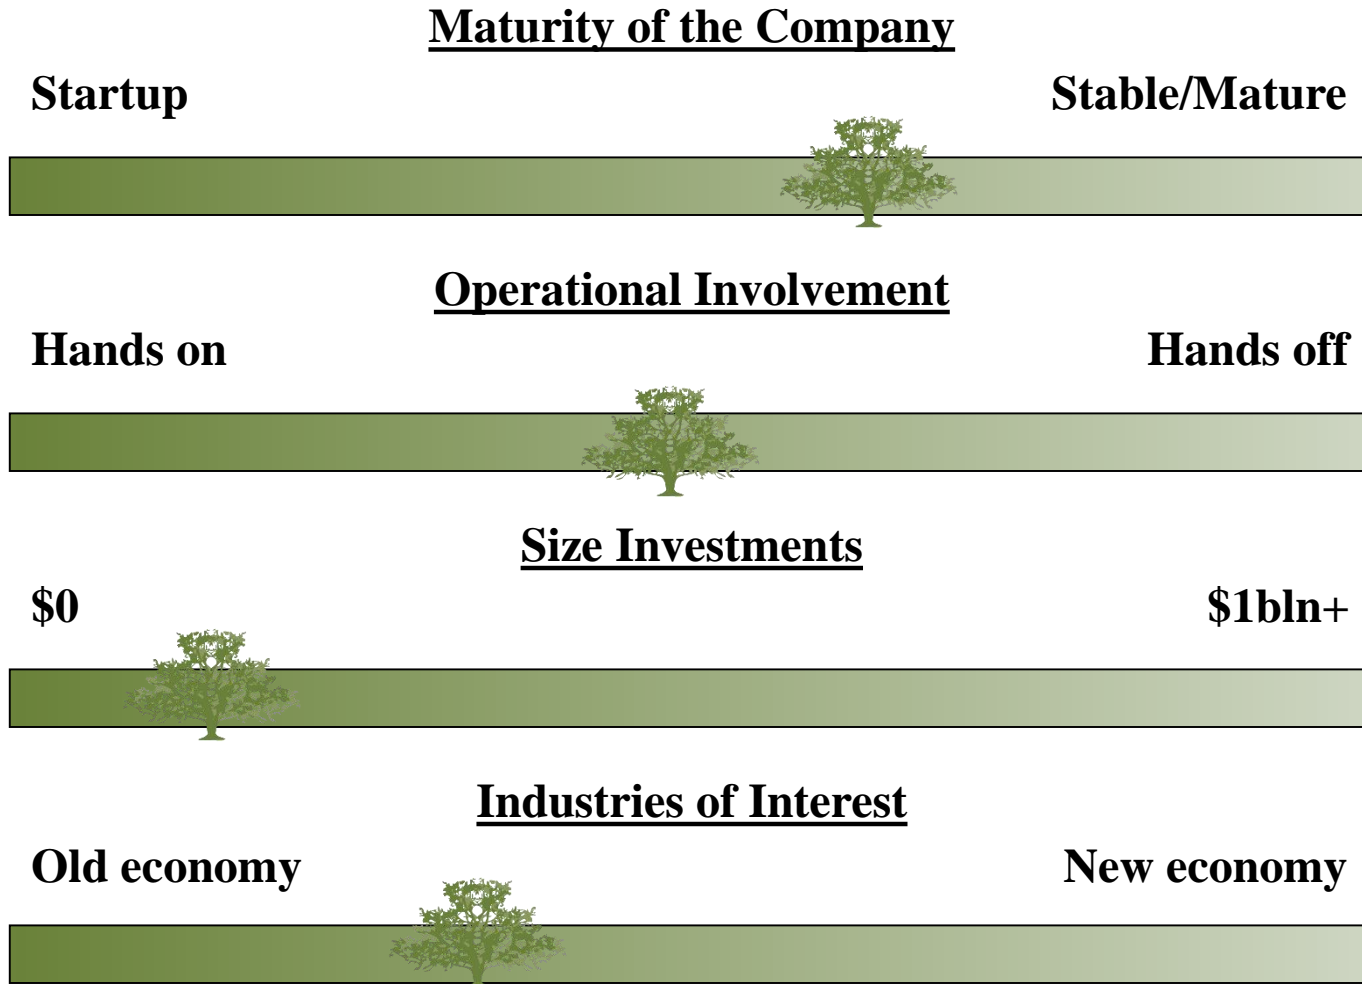 Maturity of the Company
Startup
Stable/Mature
Operational Involvement
Hands on
Hands off
Size Investments
$0
$1bln+
Industries of Interest
Old economy
New economy